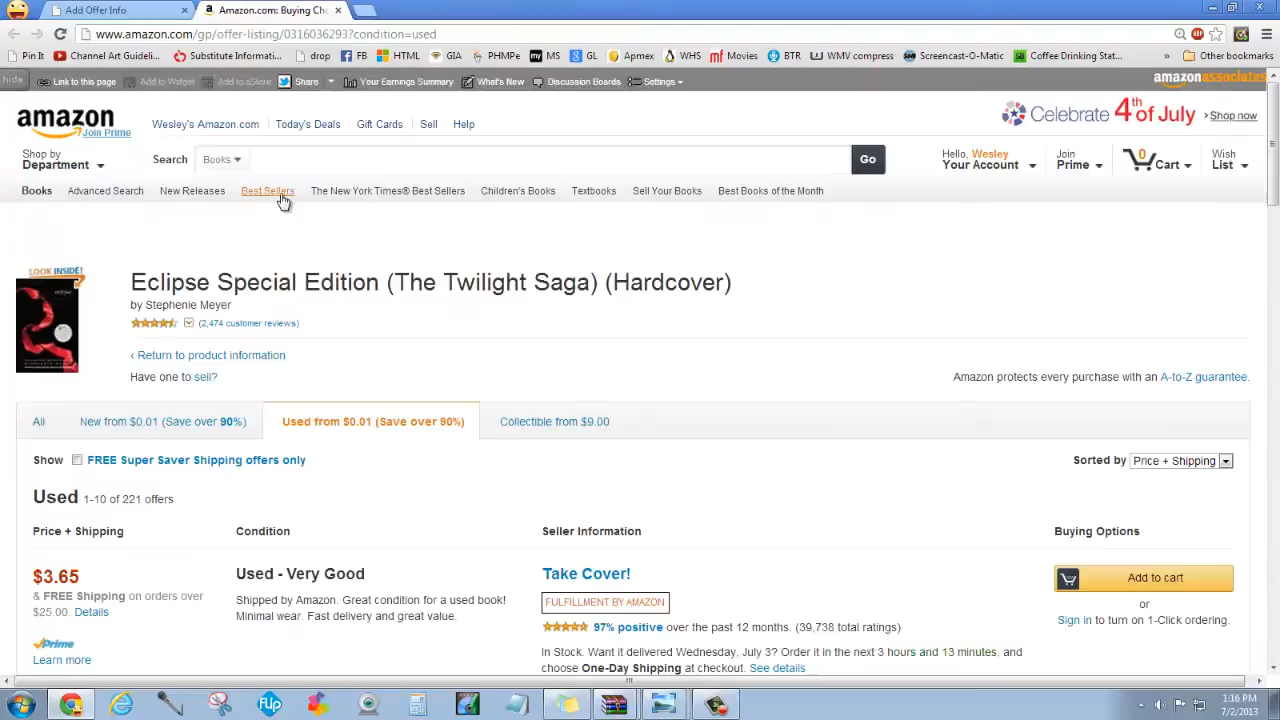 Add Offer Info
Amazon.com: Buying Cho
www.amazon.com/gp/offer-listing/0316036293?condition=used
Pin It
Channel Art Guideli...
Substitute Informati...
drop
FB
HTML
GIA
PHMPe
MS
GL
Apmex
WHS
Movies
BTR
WMV compress
Screencast-O-Matic
Coffee Drinking Stat...
»
Other bookmarks
hide
Link to this page
Add to Widget
Add to aStore
Share
Your Earnings Summary
What's New
Discussion Boards
Settings
amazonassociates
amazon
Join Prime
Wesley's Amazon.com
Today's Deals
Gift Cards
Sell
Help
Celebrate 4th of July
› Shop now
Shop by
Department
Search
Books
Go
Hello, Wesley
Your Account
Join
Prime
0
Cart
Wish
List
Books
Advanced Search
New Releases
Best Sellers
The New York Times® Best Sellers
Children's Books
Textbooks
Sell Your Books
Best Books of the Month
LOOK INSIDE!
eclipse
Eclipse Special Edition (The Twilight Saga) (Hardcover)
by Stephenie Meyer
(2,474 customer reviews)
‹ Return to product information
Have one to sell?
Amazon protects every purchase with an A-to-Z guarantee.
All
New from $0.01 (Save over 90%)
Used from $0.01 (Save over 90%)
Collectible from $9.00
Show
FREE Super Saver Shipping offers only
Sorted by
Price + Shipping
Used 1-10 of 221 offers
Price + Shipping
Condition
Seller Information
Buying Options
$3.65
& FREE Shipping on orders over
$25.00. Details
Prime
Learn more
Used - Very Good
Shipped by Amazon. Great condition for a used book!
Minimal wear. Fast delivery and great value.
Take Cover!
FULFILLMENT BY AMAZON
97% positive over the past 12 months. (39,738 total ratings)
In Stock. Want it delivered Wednesday, July 3? Order it in the next 3 hours and 13 minutes, and
choose One-Day Shipping at checkout. See details
Add to cart
or
Sign in to turn on 1-Click ordering.
FLIP
1:16 PM
7/2/2013